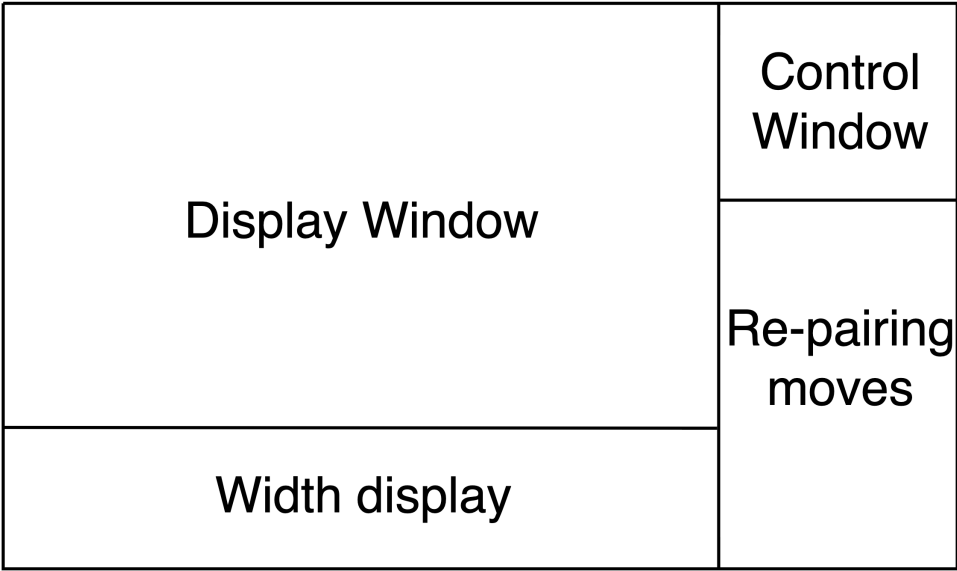 Display Window
Width display
Control
Window
Re-pairing
moves